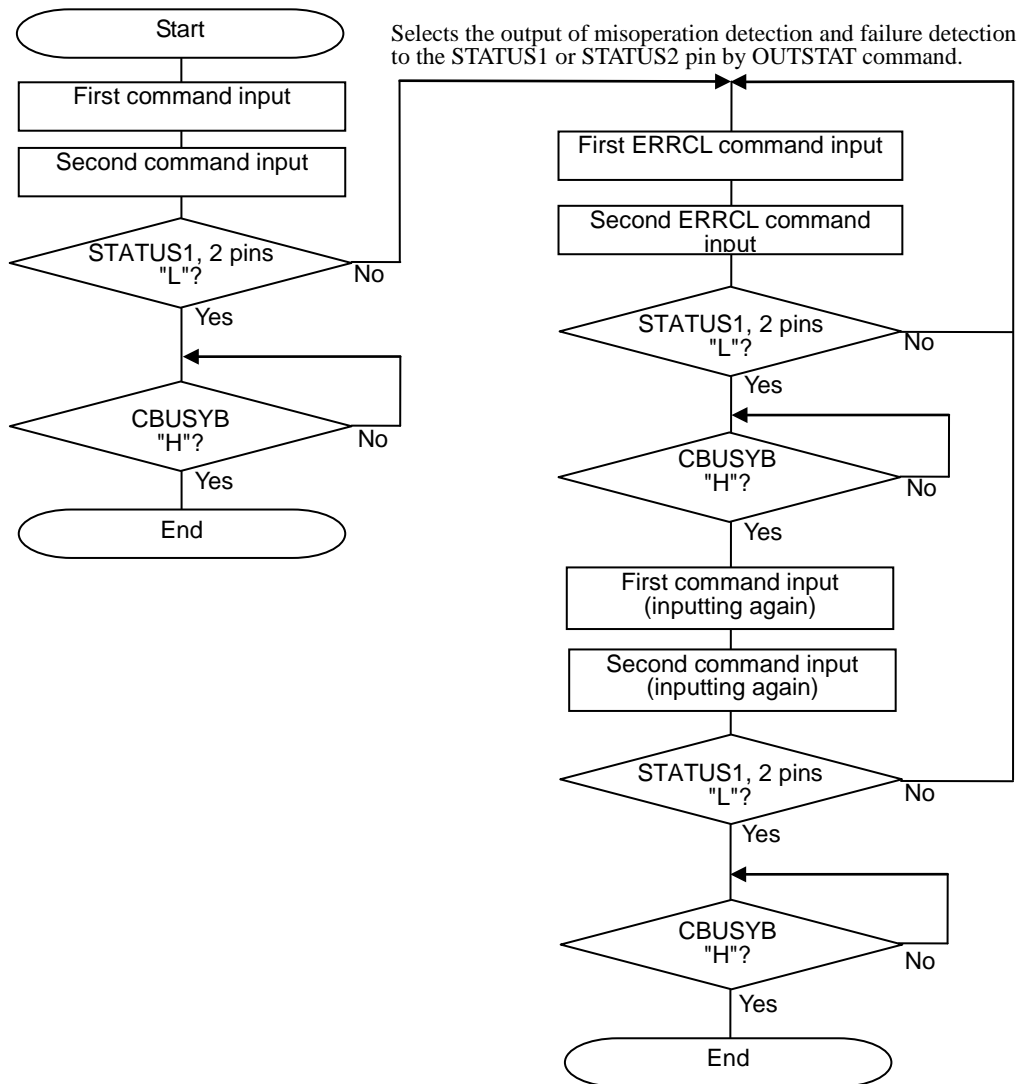 Start
First command input
Second command input
STATUS1, 2 pins
"L"?
No
Yes
CBUSYB
"H"?
No
Yes
End
Selects the output of misoperation detection and failure detection
to the STATUS1 or STATUS2 pin by OUTSTAT command.
First ERRCL command input
Second ERRCL command
input
STATUS1, 2 pins
"L"?
No
Yes
CBUSYB
"H"?
No
Yes
First command input
(inputting again)
Second command input
(inputting again)
STATUS1, 2 pins
"L"?
No
Yes
CBUSYB
"H"?
No
Yes
End